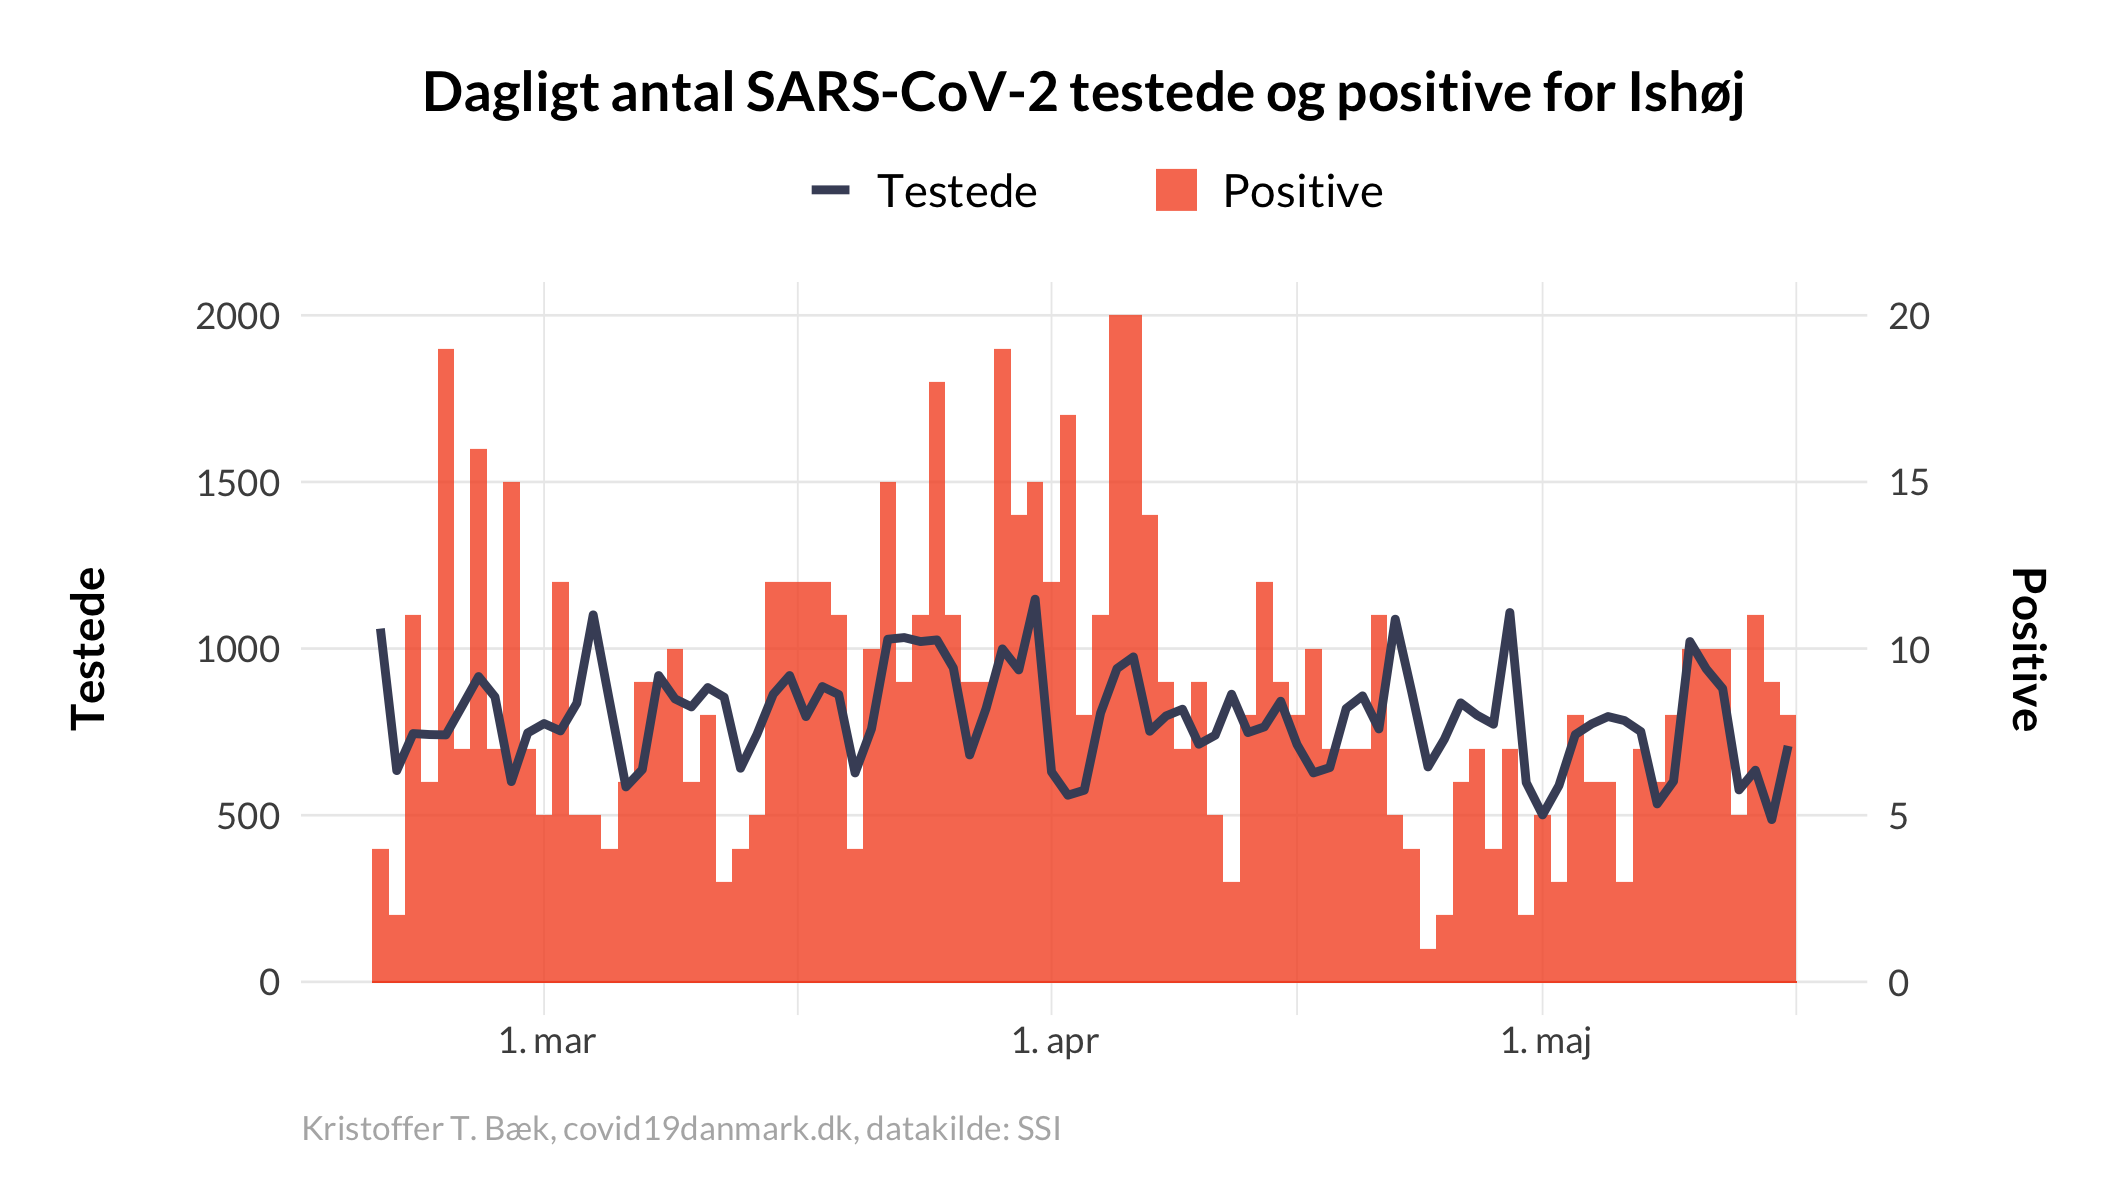 Dagligt antal SARS-CoV-2 testede og positive for Ishøj
Testede
Positive
2000
1500
1000
500
0
20
15
10
5
0
Testede
Positive
1. mar
1. apr
1. maj
Kristoffer T. Bæk, covid19danmark.dk, datakilde: SSI